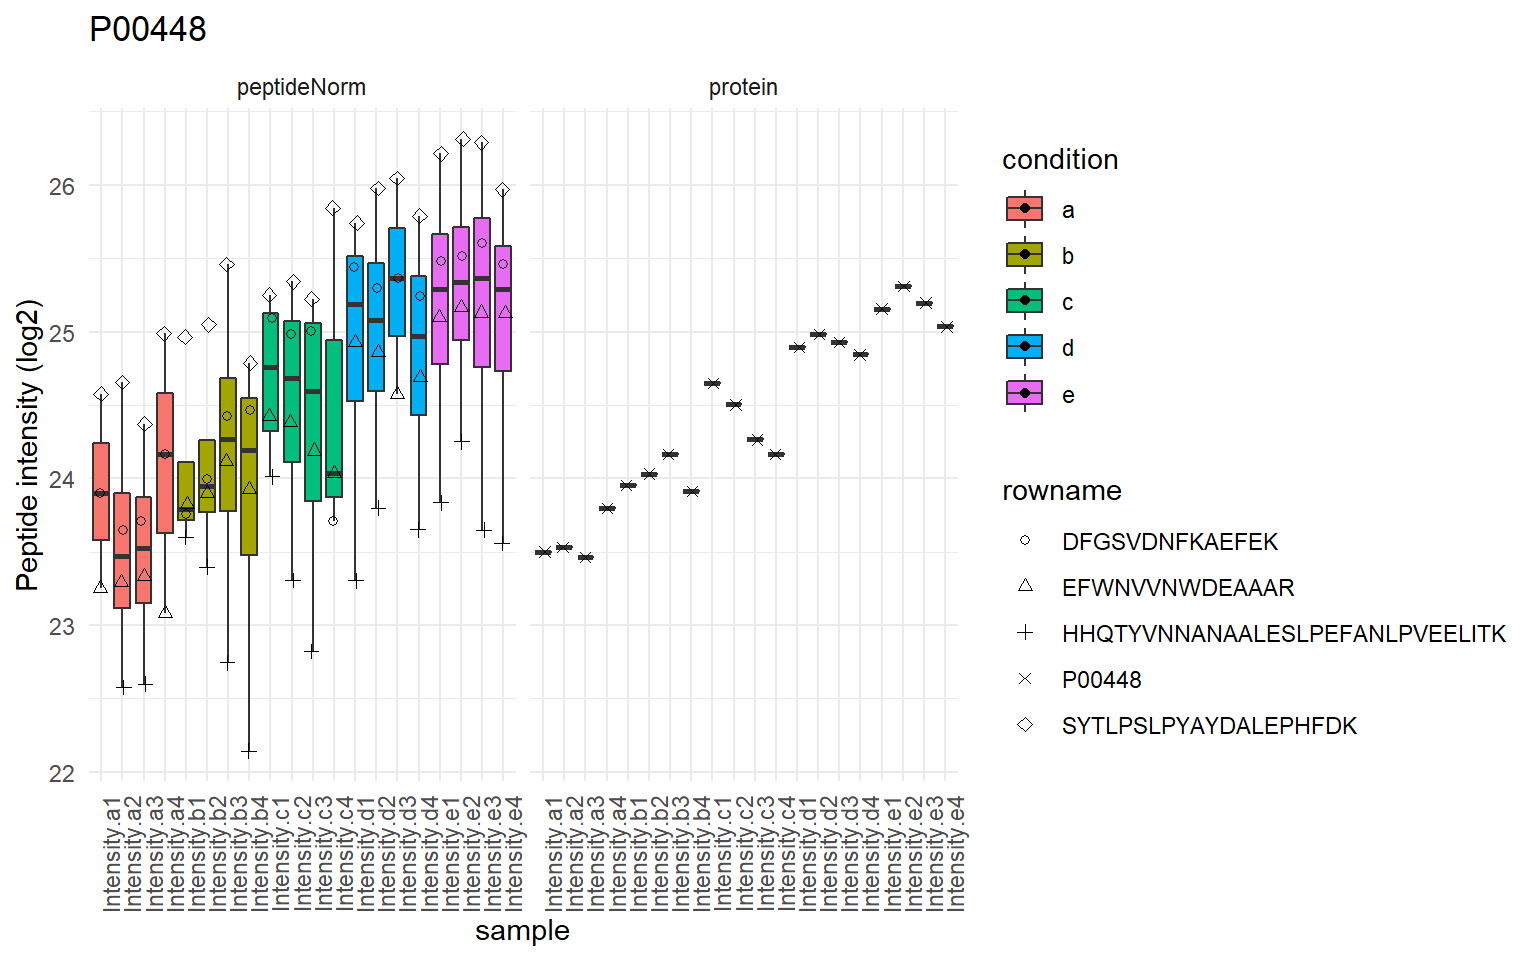 P00448
peptideNorm
protein
Peptide intensity (log2)
26
25
24
23
22
Intensity.a1
Intensity.a2
Intensity.a3
Intensity.a4
Intensity.b1
Intensity.b2
Intensity.b3
Intensity.b4
Intensity.c1
Intensity.c2
Intensity.c3
Intensity.c4
Intensity.d1
Intensity.d2
Intensity.d3
Intensity.d4
Intensity.e1
Intensity.e2
Intensity.e3
Intensity.e4
Intensity.a1
Intensity.a2
Intensity.a3
Intensity.a4
Intensity.b1
Intensity.b2
Intensity.b3
Intensity.b4
Intensity.c1
Intensity.c2
Intensity.c3
Intensity.c4
Intensity.d1
Intensity.d2
Intensity.d3
Intensity.d4
Intensity.e1
Intensity.e2
Intensity.e3
Intensity.e4
sample
condition
a
b
c
d
e
rowname
DFGSVDNFKAEFEK
EFWNVVNWDEAAAR
HHQTYVNNANAALESLPEFANLPVEELITK
P00448
SYTLPSLPYAYDALEPHFDK